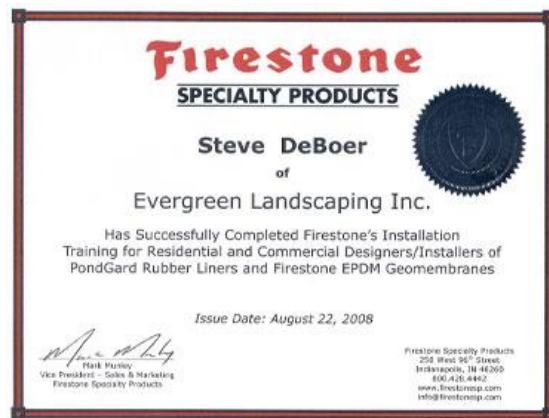 Firestone
SPECIALTY PRODUCTS
Steve DeBoer
of
Evergreen Landscaping Inc.
Has Successfully Completed Firestone's Installation
Training for Residential and Commercial Designers/Installers of
PondGard Rubber Liners and Firestone EPDM Geomembranes
Issue Date: August 22, 2008
Mark Munley
Vice President - Sales & Marketing
Firestone Specialty Products
Firestone Specialty Products
250 West 96th Street
Indianapolis, IN 46260
800.428.4442
www.firestonesp.com
info@firestonesp.com